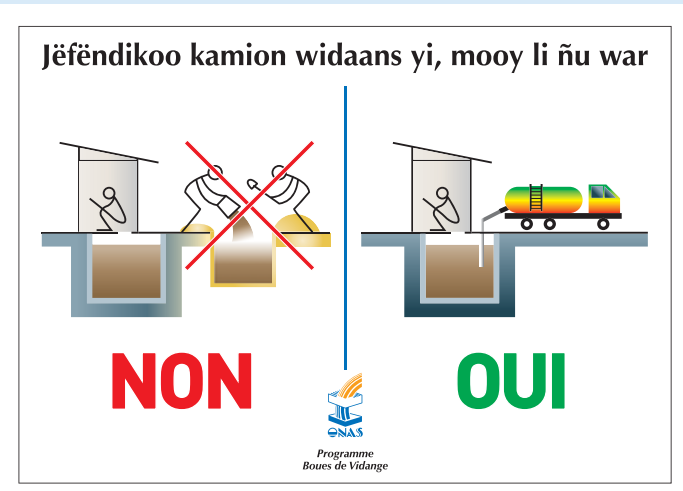 Jëfëndikoo kamion widaans yi, mooy li ñu war
NON
OUI
ONAS
Programme
Boues de Vidange